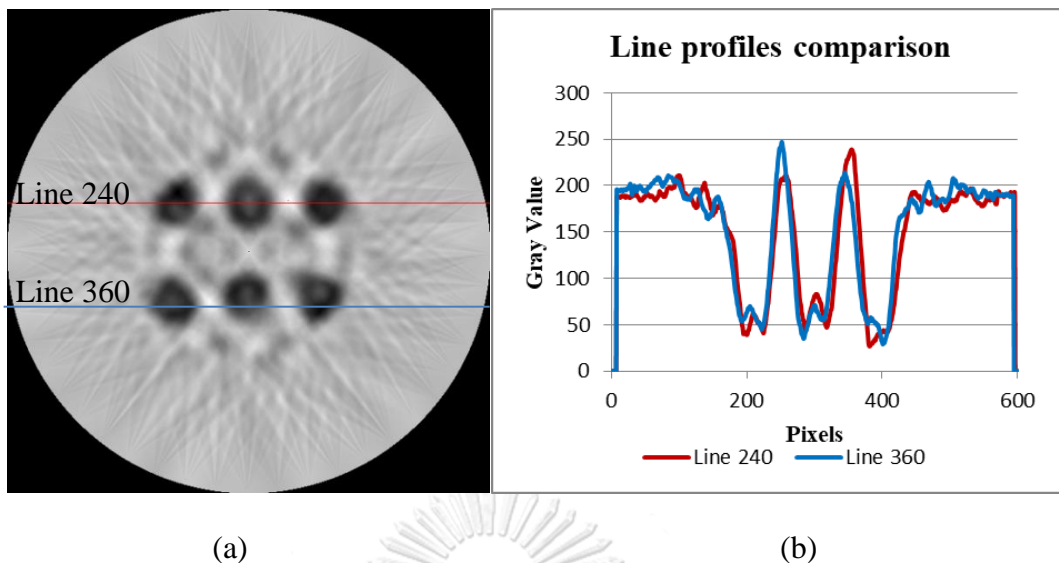 Line 240
Line 360
Line profiles comparison
Gray Value
300
250
200
150
100
50
0
0 200 400 600
Pixels
Line 240 Line 360
(a) (b)